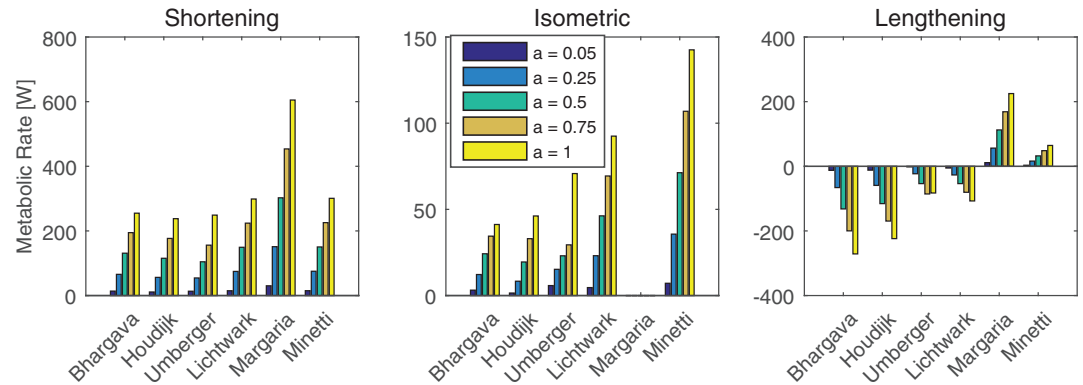 Shortening
Isometric
Lengthening
Metabolic Rate [W]
800
600
400
200
0
Bhargava
Houdijk
Umberger
Lichtwark
Margaria
Minetti
150
100
50
0
a = 0.05
a = 0.25
a = 0.5
a = 0.75
a = 1
Bhargava
Houdijk
Umberger
Lichtwark
Margaria
Minetti
400
200
0
-200
-400
Bhargava
Houdijk
Umberger
Lichtwark
Margaria
Minetti